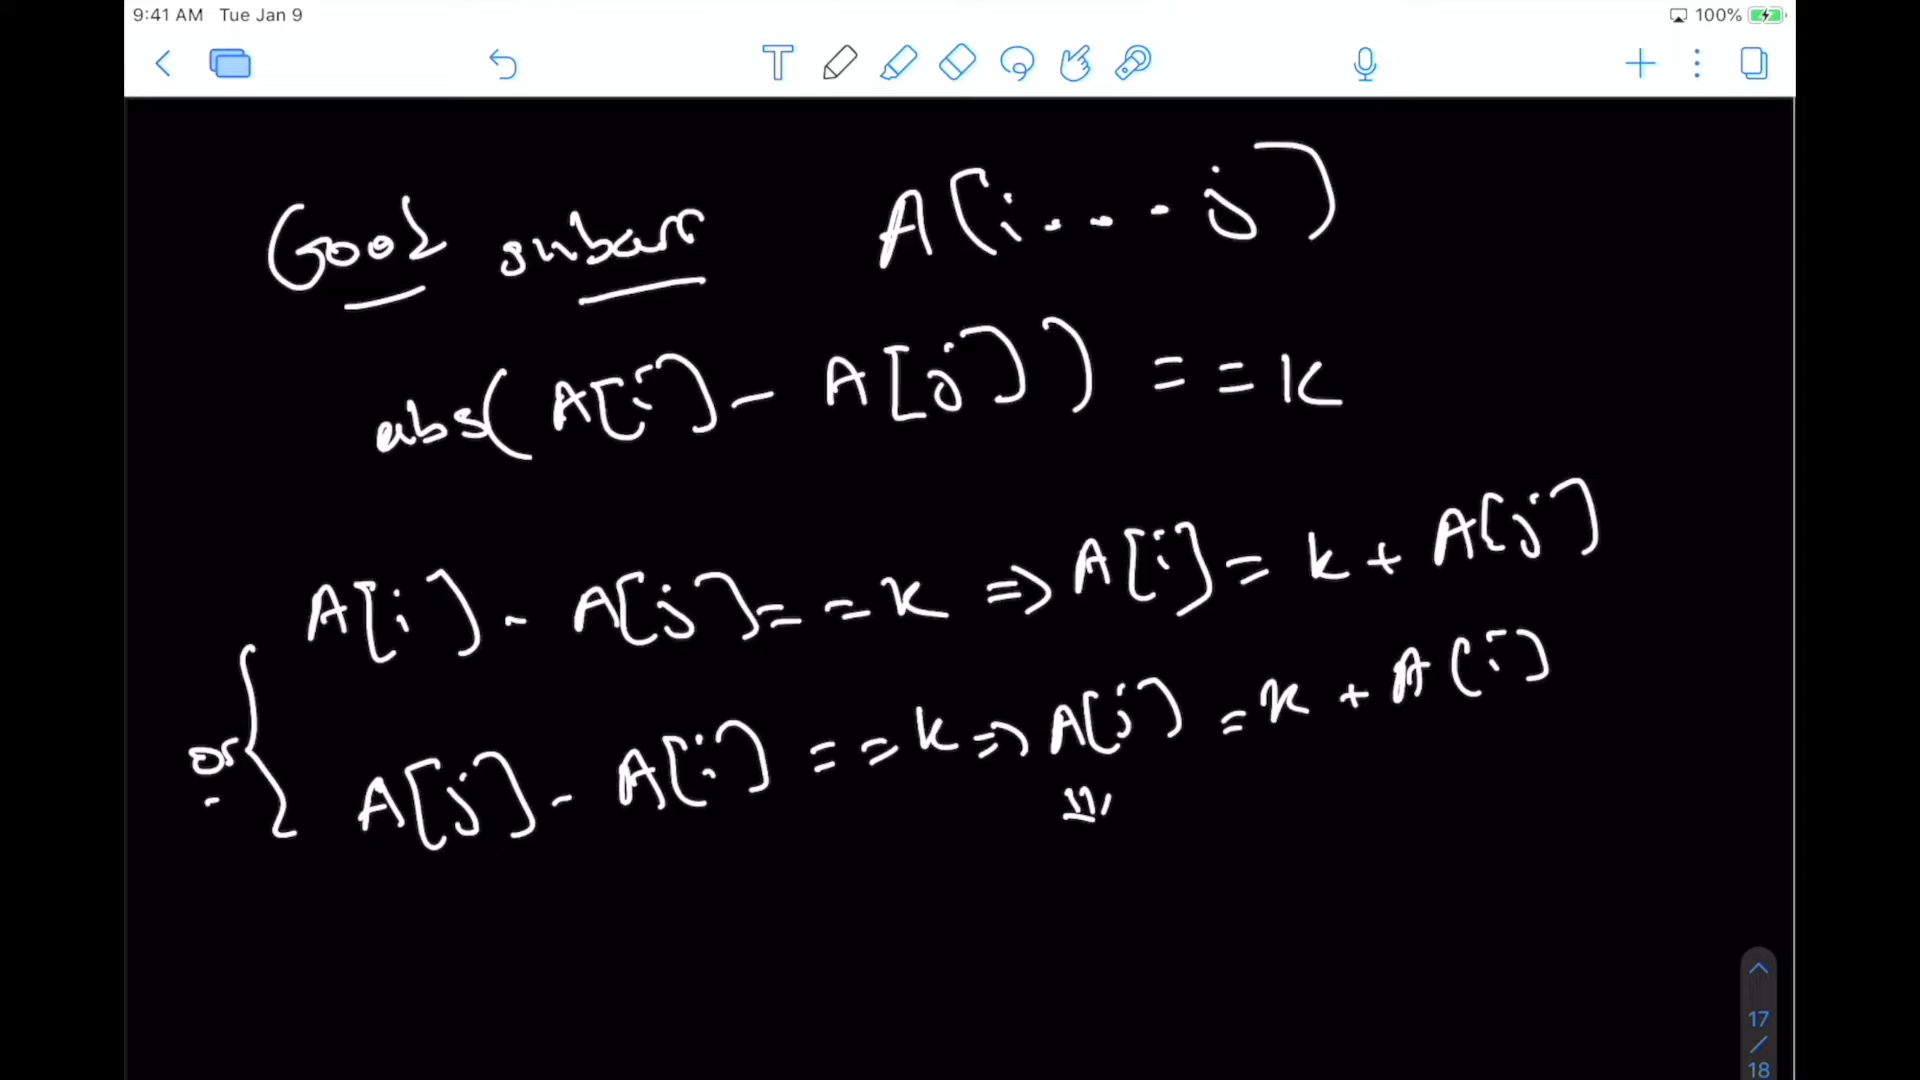 9:41 AM Tue Jan 9 100%
Good subarr A[i...j]
abs(A[i] - A[j]) == k
A[i] - A[j] == k => A[i] = k + A[j]
or
A[j] - A[i] == k => A[j] = k + A[i]
17
/
18